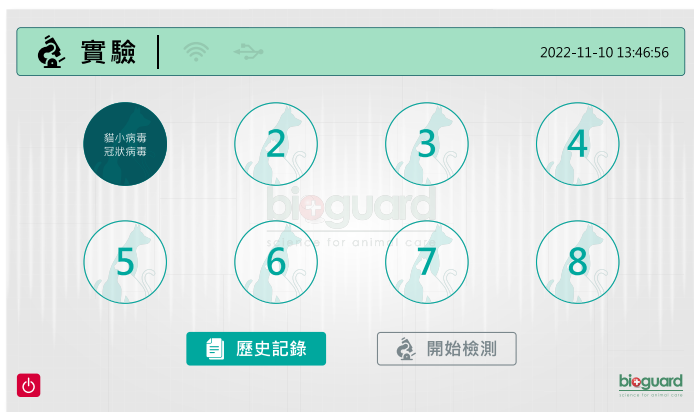 實驗
2022-11-10 13:46:56
貓小病毒
冠狀病毒
2
3
4
bioguard
science for animal care
5
6
7
8
歷史記錄
開始檢測
bioguard
science for animal care